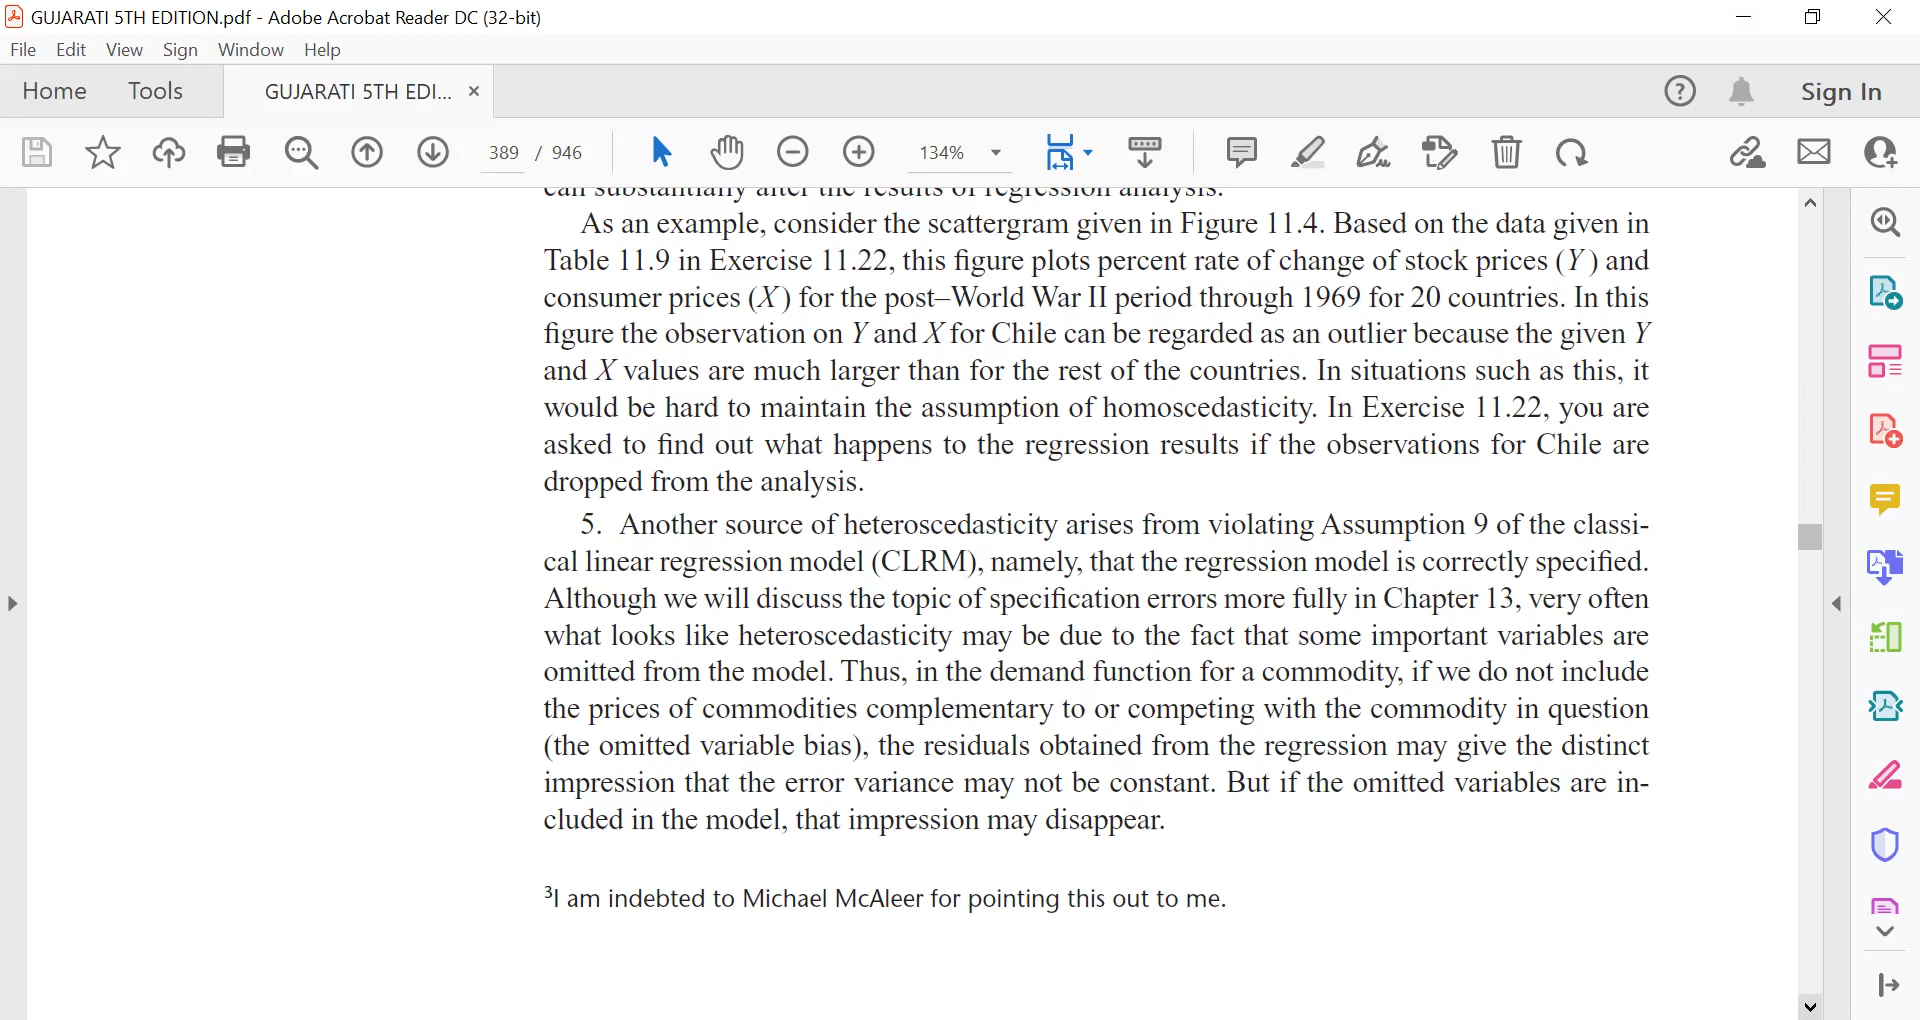 GUJARATI 5TH EDITION.pdf - Adobe Acrobat Reader DC (32-bit)
File Edit View Sign Window Help
Home Tools GUJARATI 5TH EDI... × Sign In
389 / 946 134%
can substantially alter the results of regression analysis.
As an example, consider the scattergram given in Figure 11.4. Based on the data given in
Table 11.9 in Exercise 11.22, this figure plots percent rate of change of stock prices (Y) and
consumer prices (X) for the post–World War II period through 1969 for 20 countries. In this
figure the observation on Y and X for Chile can be regarded as an outlier because the given Y
and X values are much larger than for the rest of the countries. In situations such as this, it
would be hard to maintain the assumption of homoscedasticity. In Exercise 11.22, you are
asked to find out what happens to the regression results if the observations for Chile are
dropped from the analysis.
5. Another source of heteroscedasticity arises from violating Assumption 9 of the classi-
cal linear regression model (CLRM), namely, that the regression model is correctly specified.
Although we will discuss the topic of specification errors more fully in Chapter 13, very often
what looks like heteroscedasticity may be due to the fact that some important variables are
omitted from the model. Thus, in the demand function for a commodity, if we do not include
the prices of commodities complementary to or competing with the commodity in question
(the omitted variable bias), the residuals obtained from the regression may give the distinct
impression that the error variance may not be constant. But if the omitted variables are in-
cluded in the model, that impression may disappear.
³I am indebted to Michael McAleer for pointing this out to me.